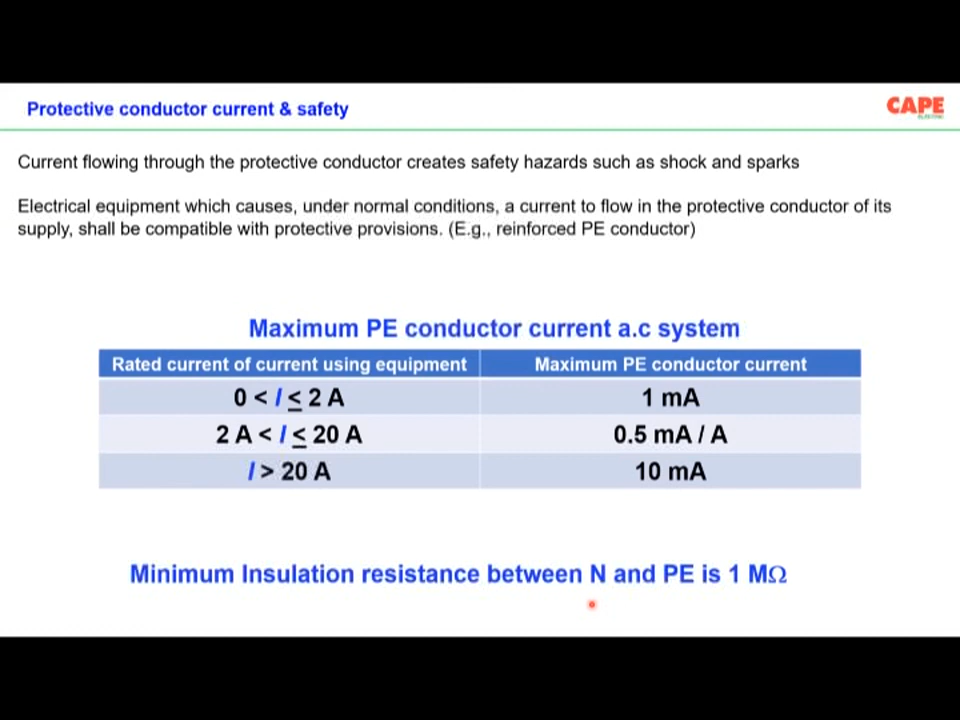 Protective conductor current & safety
CAPE
ELECTRIC
Current flowing through the protective conductor creates safety hazards such as shock and sparks
Electrical equipment which causes, under normal conditions, a current to flow in the protective conductor of its
supply, shall be compatible with protective provisions. (E.g., reinforced PE conductor)
Maximum PE conductor current a.c system
Rated current of current using equipment Maximum PE conductor current
0 < I ≤ 2 A 1 mA
2 A < I ≤ 20 A 0.5 mA / A
I > 20 A 10 mA
Minimum Insulation resistance between N and PE is 1 MΩ